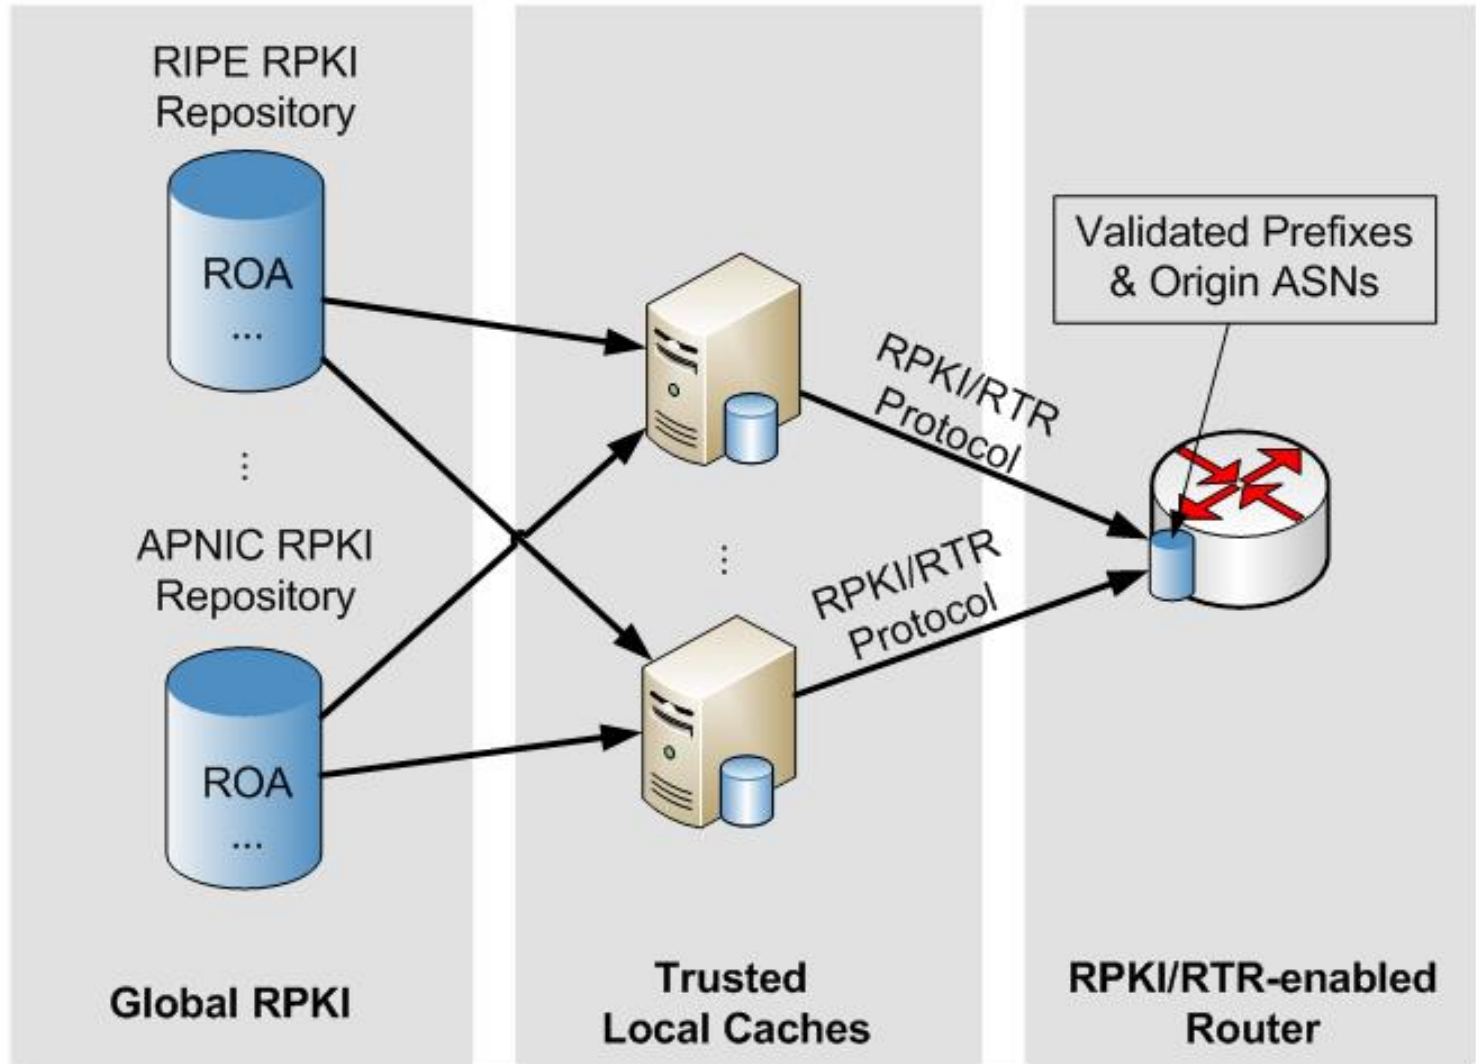 RIPE RPKI
Repository
ROA
...
...
APNIC RPKI
Repository
ROA
...
Global RPKI
...
Trusted
Local Caches
RPKI/RTR
Protocol
RPKI/RTR
Protocol
Validated Prefixes
& Origin ASNs
RPKI/RTR-enabled
Router